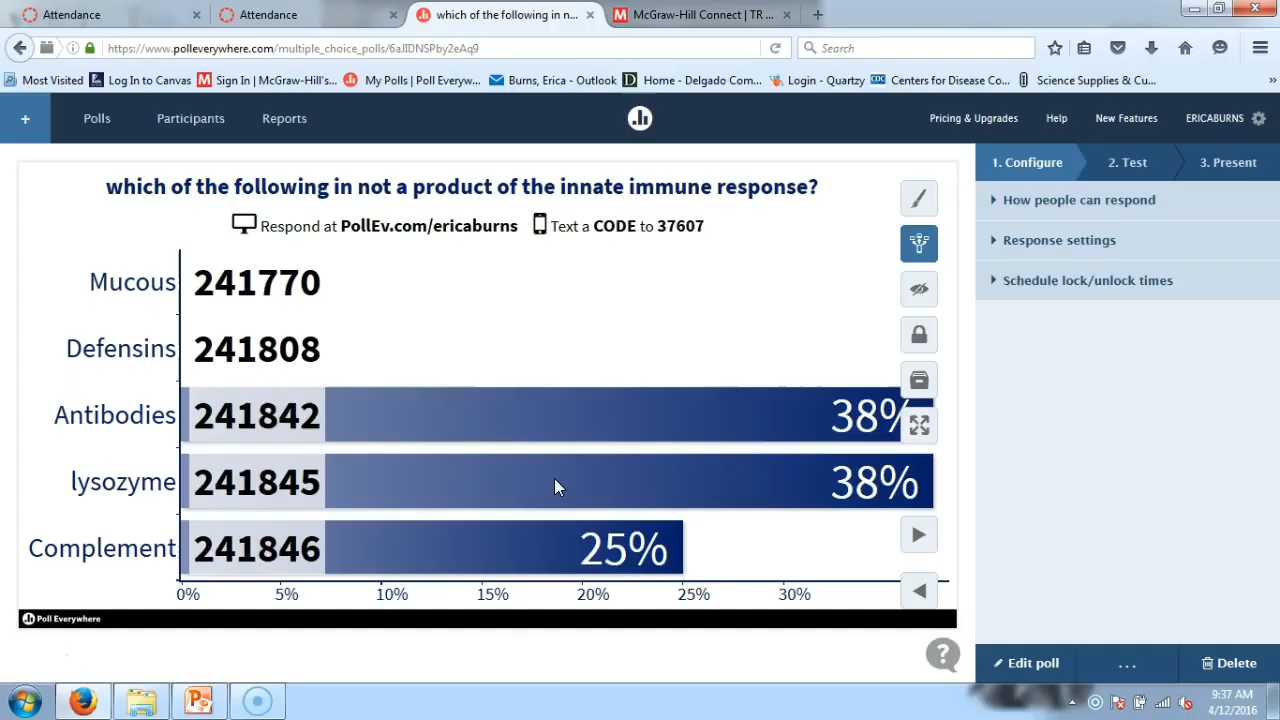 Attendance
Attendance
which of the following in n...
McGraw-Hill Connect | TR ...
https://www.polleverywhere.com/multiple_choice_polls/6aJIDNSPby2eAq9
Search
Most Visited
Log In to Canvas
Sign In | McGraw-Hill's...
My Polls | Poll Everyw...
Burns, Erica - Outlook
Home - Delgado Com...
Login - Quartzy
CDC
Centers for Disease Co...
Science Supplies & Cu...
+ Polls Participants Reports
Pricing & Upgrades Help New Features ERICABURNS
1. Configure 2. Test 3. Present
How people can respond
Response settings
Schedule lock/unlock times
which of the following in not a product of the innate immune response?
Respond at PollEv.com/ericaburns Text a CODE to 37607
Mucous 241770
Defensins 241808
Antibodies 241842 38%
lysozyme 241845 38%
Complement 241846 25%
0% 5% 10% 15% 20% 25% 30%
Poll Everywhere
?
Edit poll ... Delete
9:37 AM
4/12/2016